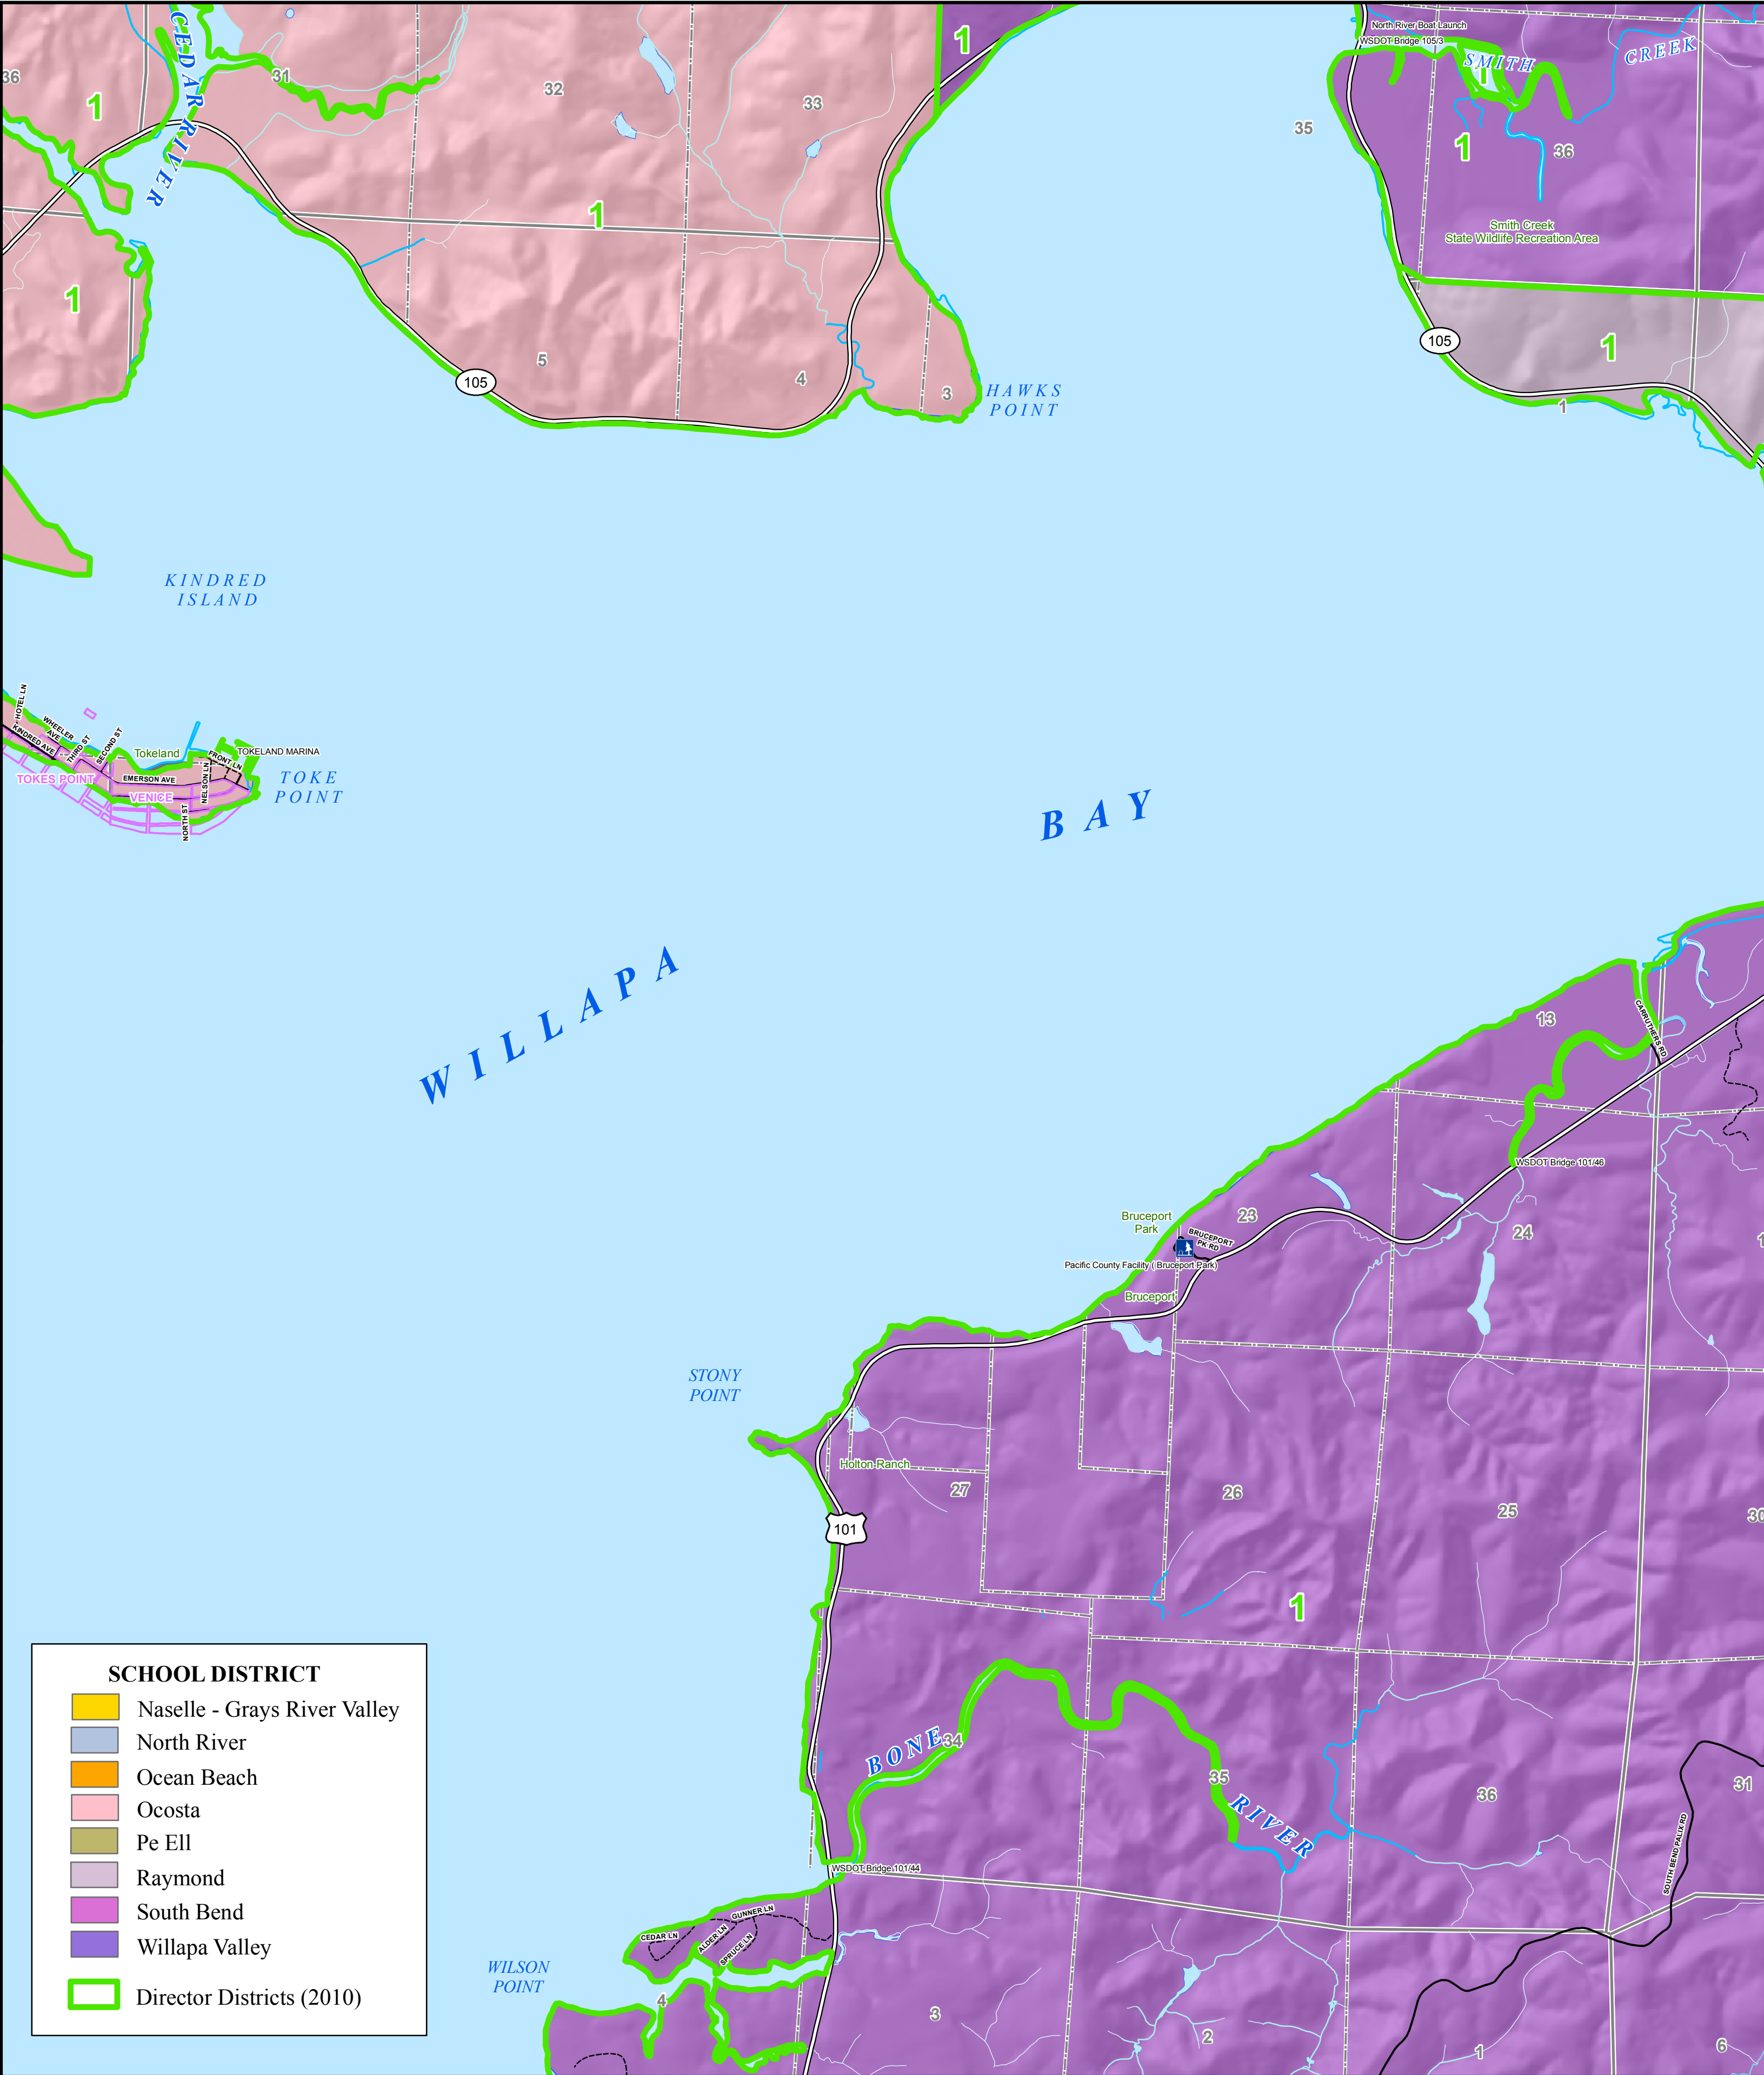 CEDAR RIVER
North River Boat Launch
WSDOT Bridge 105/3
SMITH CREEK
1
36
1
31
32
33
1
35
1
1
36
Smith Creek
State Wildlife Recreation Area
1
1
105
105
1
5
4
3
1
HAWKS
POINT
KINDRED
ISLAND
HOTEL LN
WHEELER
AVE
KINDRED AVE
THIRD ST
SECOND ST
Tokeland
FRONT LN
TOKELAND MARINA
TOKES POINT
EMERSON AVE
NELSON LN
VENICE
NORTH ST
TOKE
POINT
WILLAPA
BAY
13
CARRUTHERS RD
WSDOT Bridge 101/46
Bruceport
Park
23
BRUCEPORT
PK RD
24
Pacific County Facility ( Bruceport Park)
Bruceport
STONY
POINT
Holton Ranch
27
26
25
30
101
1
BONE
34
35
RIVER
36
31
SOUTH BEND PALIX RD
WSDOT Bridge 101/44
CEDAR LN
ALDER LN
GUNNER LN
SPRUCE LN
WILSON
POINT
4
3
2
1
6
SCHOOL DISTRICT
Naselle - Grays River Valley
North River
Ocean Beach
Ocosta
Pe Ell
Raymond
South Bend
Willapa Valley
Director Districts (2010)